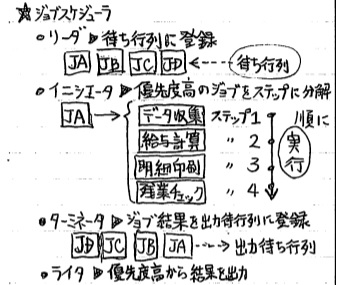 ☆ジョブスケジューラ
○リーダ▷待ち行列に登録
JA JB JC JD ←--- 待ち行列
○イニシエータ▷優先度高のジョブをステップに分解
JA → { データ収集 ステップ1 順に
給与計算 〃 2 実
明細印刷 〃 3 行
残業チェック 〃 4
○ターミネータ▷ジョブ結果を出力待行列に登録
JD JC JB JA ---> 出力待ち行列
○ライタ▷優先度高から結果を出力